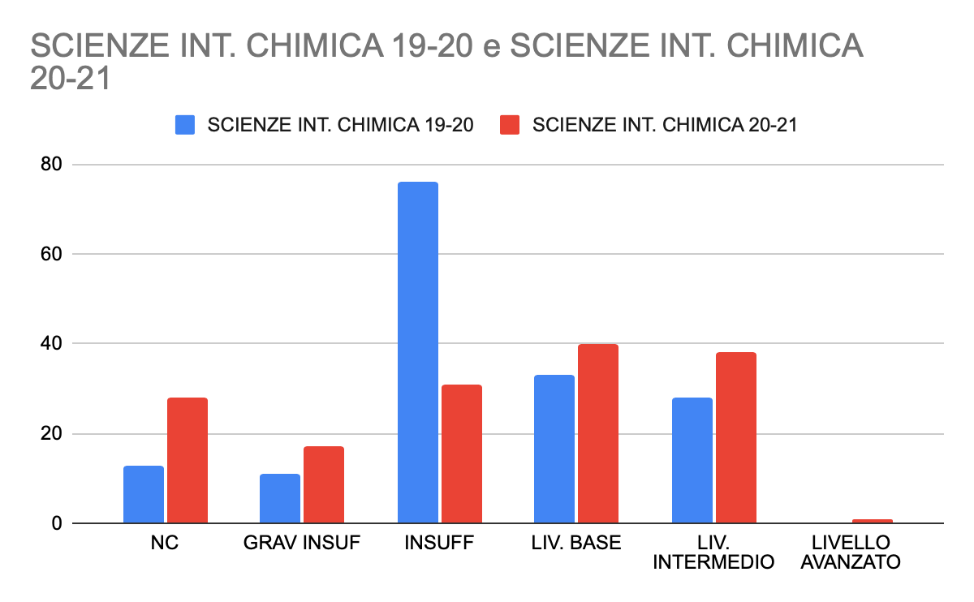 SCIENZE INT. CHIMICA 19-20 e SCIENZE INT. CHIMICA
20-21
SCIENZE INT. CHIMICA 19-20
SCIENZE INT. CHIMICA 20-21
80
60
40
20
0
NC
GRAV INSUF
INSUFF
LIV. BASE
LIV.
INTERMEDIO
LIVELLO
AVANZATO